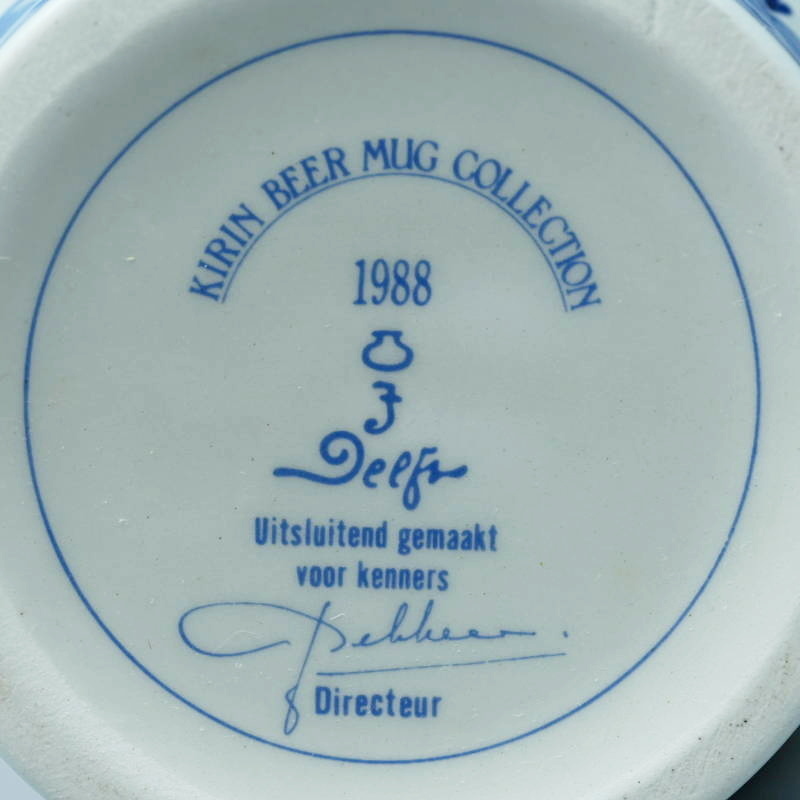 KIRIN BEER MUG COLLECTION
1988
Delft
Uitsluitend gemaakt
voor kenners
Directeur